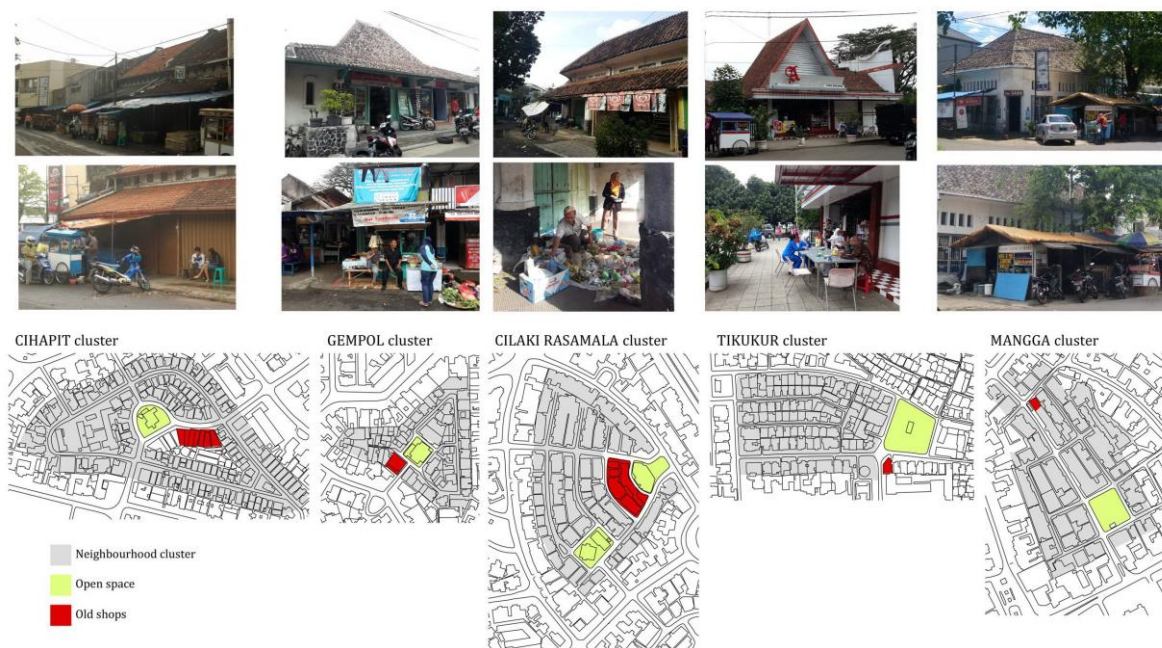 CIHAPIT cluster
GEMPOL cluster
CILAKI RASAMALA cluster
TIKUKUR cluster
MANGGA cluster
Neighbourhood cluster
Open space
Old shops